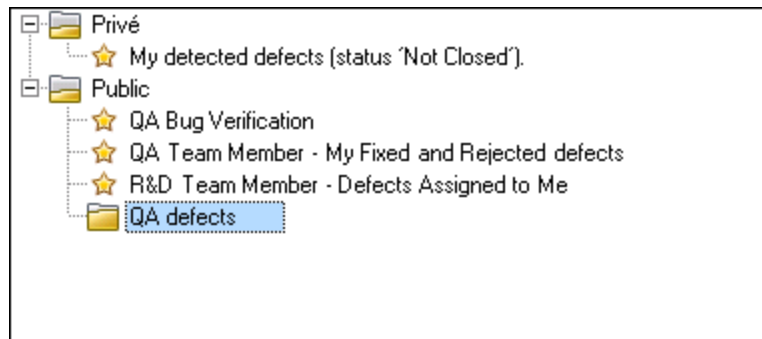 Privé
My detected defects (status ´Not Closed´).
Public
QA Bug Verification
QA Team Member - My Fixed and Rejected defects
R&D Team Member - Defects Assigned to Me
QA defects